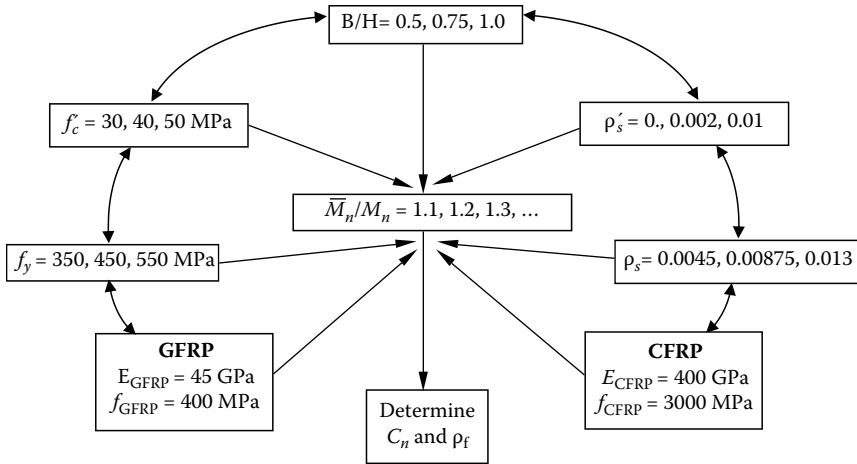 B/H= 0.5, 0.75, 1.0
f′c = 30, 40, 50 MPa
ρ′s = 0., 0.002, 0.01
M̅n/Mn = 1.1, 1.2, 1.3, ...
fy = 350, 450, 550 MPa
ρs= 0.0045, 0.00875, 0.013
GFRP
EGFRP = 45 GPa
fGFRP = 400 MPa
CFRP
ECFRP = 400 GPa
fCFRP = 3000 MPa
Determine
Cn and ρf